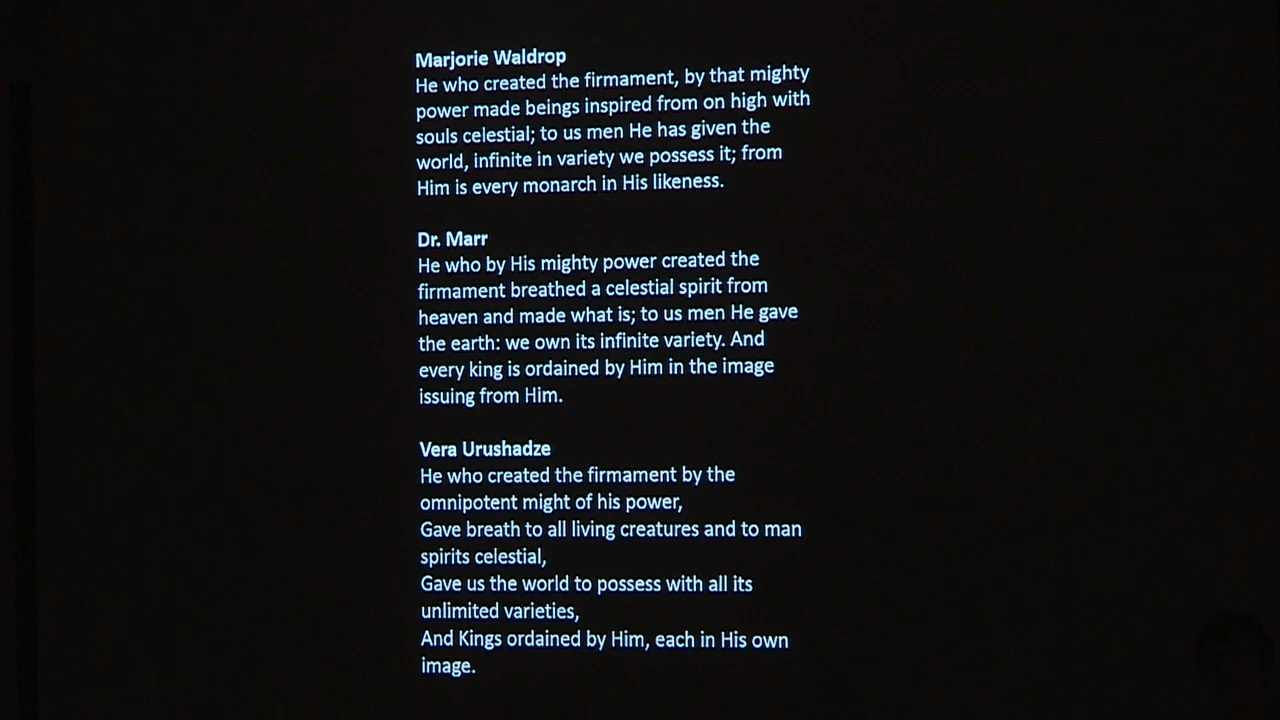 Marjorie Waldrop
He who created the firmament, by that mighty
power made beings inspired from on high with
souls celestial; to us men He has given the
world, infinite in variety we possess it; from
Him is every monarch in His likeness.
Dr. Marr
He who by His mighty power created the
firmament breathed a celestial spirit from
heaven and made what is; to us men He gave
the earth: we own its infinite variety. And
every king is ordained by Him in the image
issuing from Him.
Vera Urushadze
He who created the firmament by the
omnipotent might of his power,
Gave breath to all living creatures and to man
spirits celestial,
Gave us the world to possess with all its
unlimited varieties,
And Kings ordained by Him, each in His own
image.